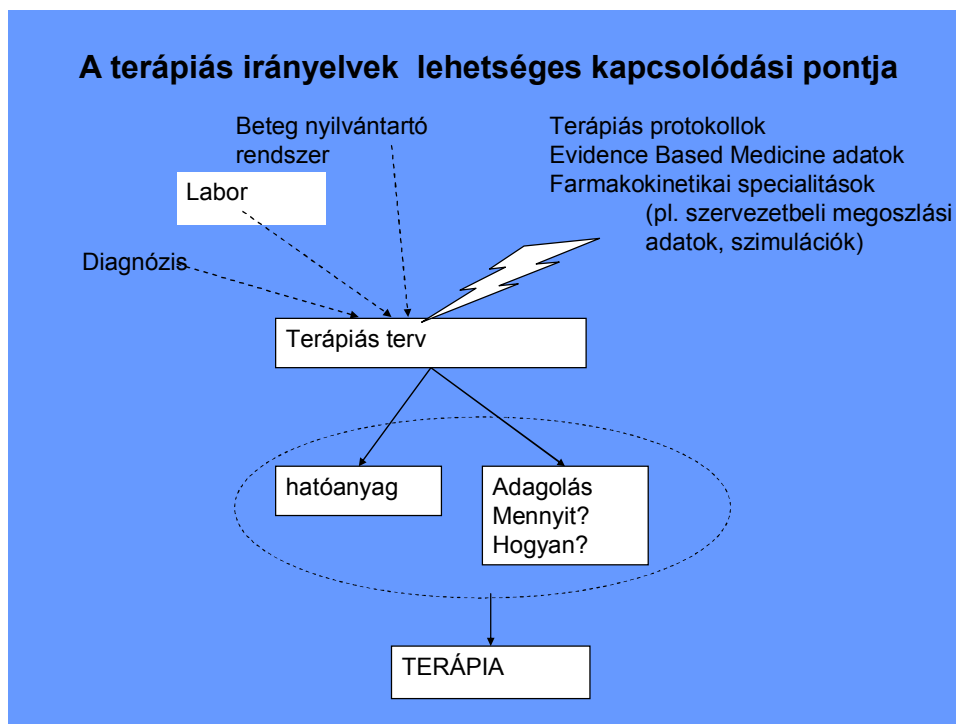 A terápiás irányelvek lehetséges kapcsolódási pontja
Beteg nyilvántartó
rendszer
Labor
Diagnózis
Terápiás protokollok
Evidence Based Medicine adatok
Farmakokinetikai specialitások
(pl. szervezetbeli megoszlási
adatok, szimulációk)
Terápiás terv
hatóanyag
Adagolás
Mennyit?
Hogyan?
TERÁPIA